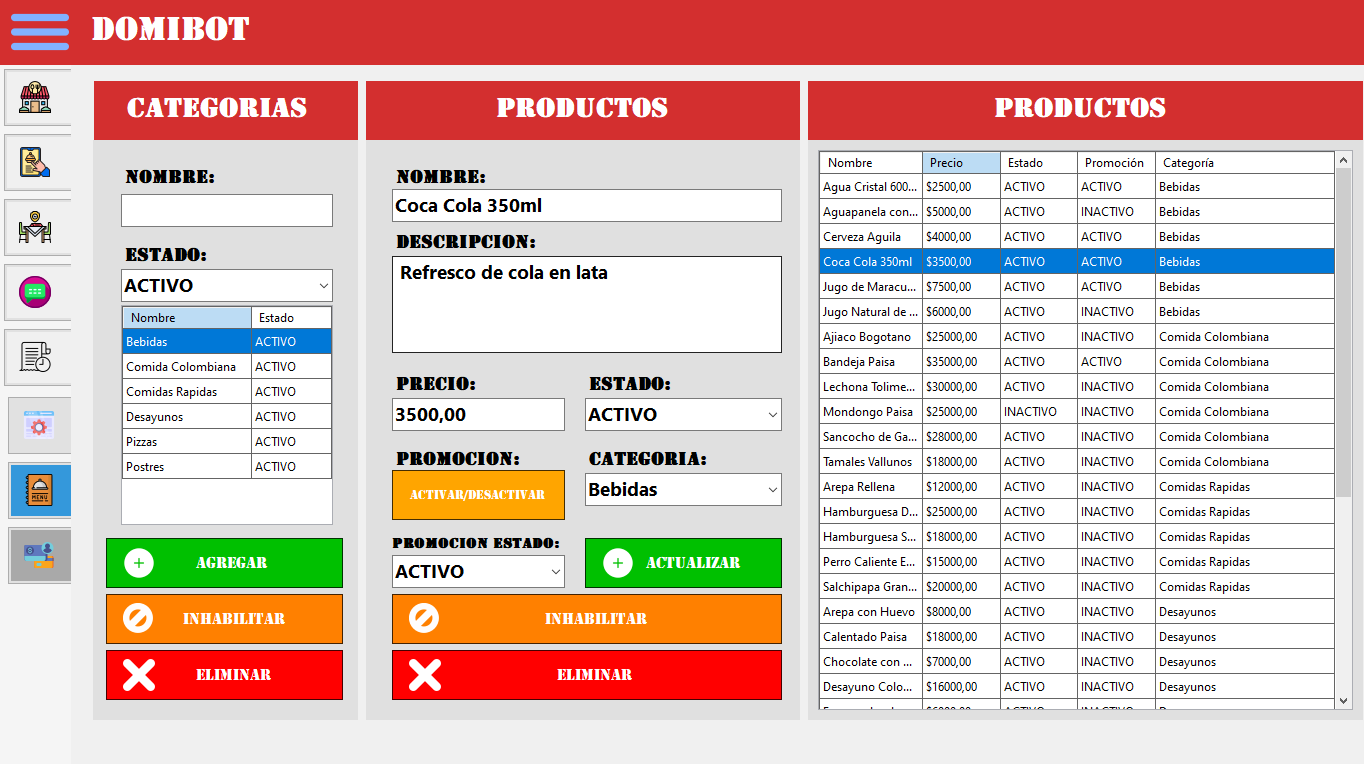 DOMIBOT
CATEGORIAS
NOMBRE:
ESTADO:
ACTIVO
Nombre Estado
Bebidas ACTIVO
Comida Colombiana ACTIVO
Comidas Rapidas ACTIVO
Desayunos ACTIVO
Pizzas ACTIVO
Postres ACTIVO
AGREGAR
INHABILITAR
ELIMINAR
PRODUCTOS
NOMBRE:
Coca Cola 350ml
DESCRIPCION:
Refresco de cola en lata
PRECIO: ESTADO:
3500,00 ACTIVO
PROMOCION: CATEGORIA:
ACTIVAR/DESACTIVAR Bebidas
PROMOCION ESTADO:
ACTIVO ACTUALIZAR
INHABILITAR
ELIMINAR
PRODUCTOS
Nombre Precio Estado Promoción Categoría
Agua Cristal 600... $2500,00 ACTIVO ACTIVO Bebidas
Aguapanela con... $5000,00 ACTIVO INACTIVO Bebidas
Cerveza Aguila $4000,00 ACTIVO ACTIVO Bebidas
Coca Cola 350ml $3500,00 ACTIVO ACTIVO Bebidas
Jugo de Maracu... $7500,00 ACTIVO ACTIVO Bebidas
Jugo Natural de ... $6000,00 ACTIVO INACTIVO Bebidas
Ajiaco Bogotano $25000,00 ACTIVO INACTIVO Comida Colombiana
Bandeja Paisa $35000,00 ACTIVO ACTIVO Comida Colombiana
Lechona Tolime... $30000,00 ACTIVO INACTIVO Comida Colombiana
Mondongo Paisa $25000,00 INACTIVO INACTIVO Comida Colombiana
Sancocho de Ga... $28000,00 ACTIVO INACTIVO Comida Colombiana
Tamales Vallunos $18000,00 ACTIVO INACTIVO Comida Colombiana
Arepa Rellena $12000,00 ACTIVO INACTIVO Comidas Rapidas
Hamburguesa D... $25000,00 ACTIVO INACTIVO Comidas Rapidas
Hamburguesa S... $18000,00 ACTIVO INACTIVO Comidas Rapidas
Perro Caliente E... $15000,00 ACTIVO INACTIVO Comidas Rapidas
Salchipapa Gran... $20000,00 ACTIVO INACTIVO Comidas Rapidas
Arepa con Huevo $8000,00 ACTIVO INACTIVO Desayunos
Calentado Paisa $18000,00 ACTIVO INACTIVO Desayunos
Chocolate con ... $7000,00 ACTIVO INACTIVO Desayunos
Desayuno Colo... $16000,00 ACTIVO INACTIVO Desayunos
MENU